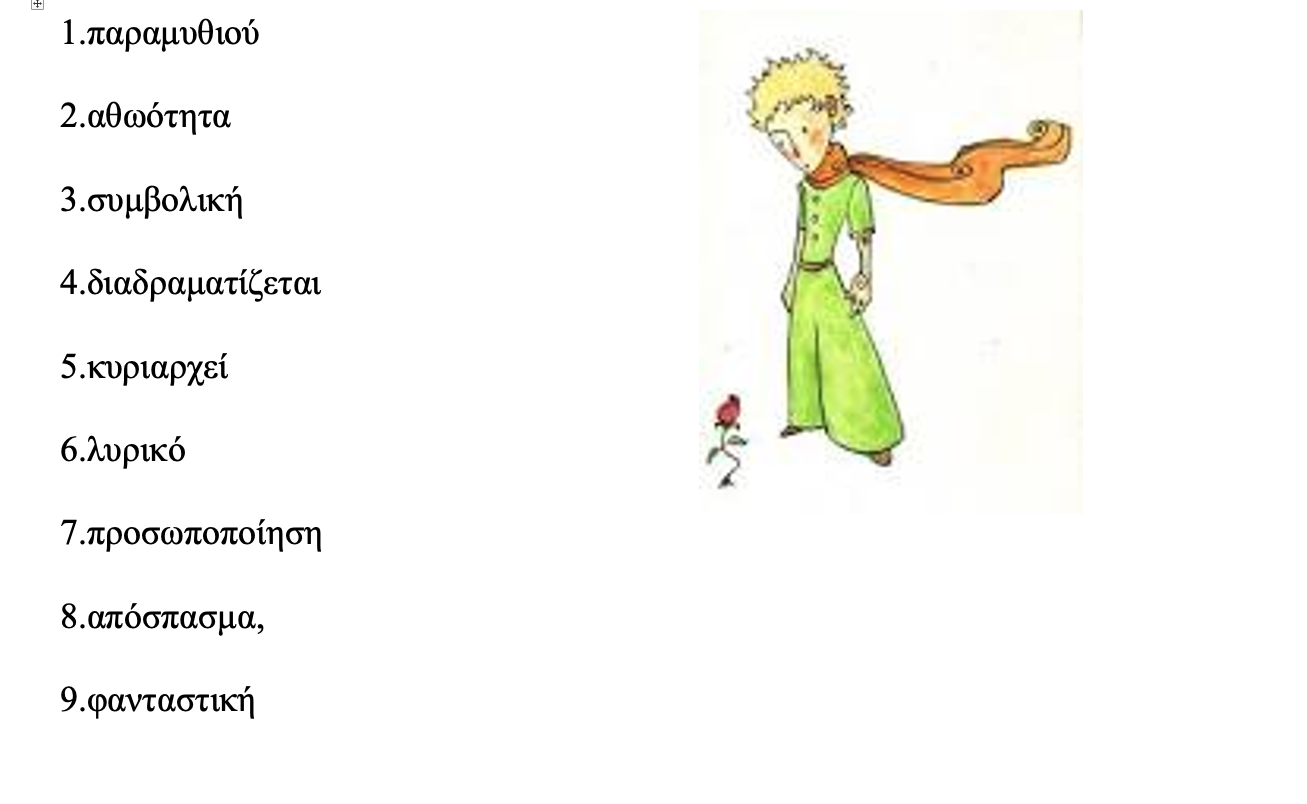 1.παραμυθιού
2.αθωότητα
3.συμβολική
4.διαδραματίζεται
5.κυριαρχεί
6.λυρικό
7.προσωποποίηση
8.απόσπασμα,
9.φανταστική